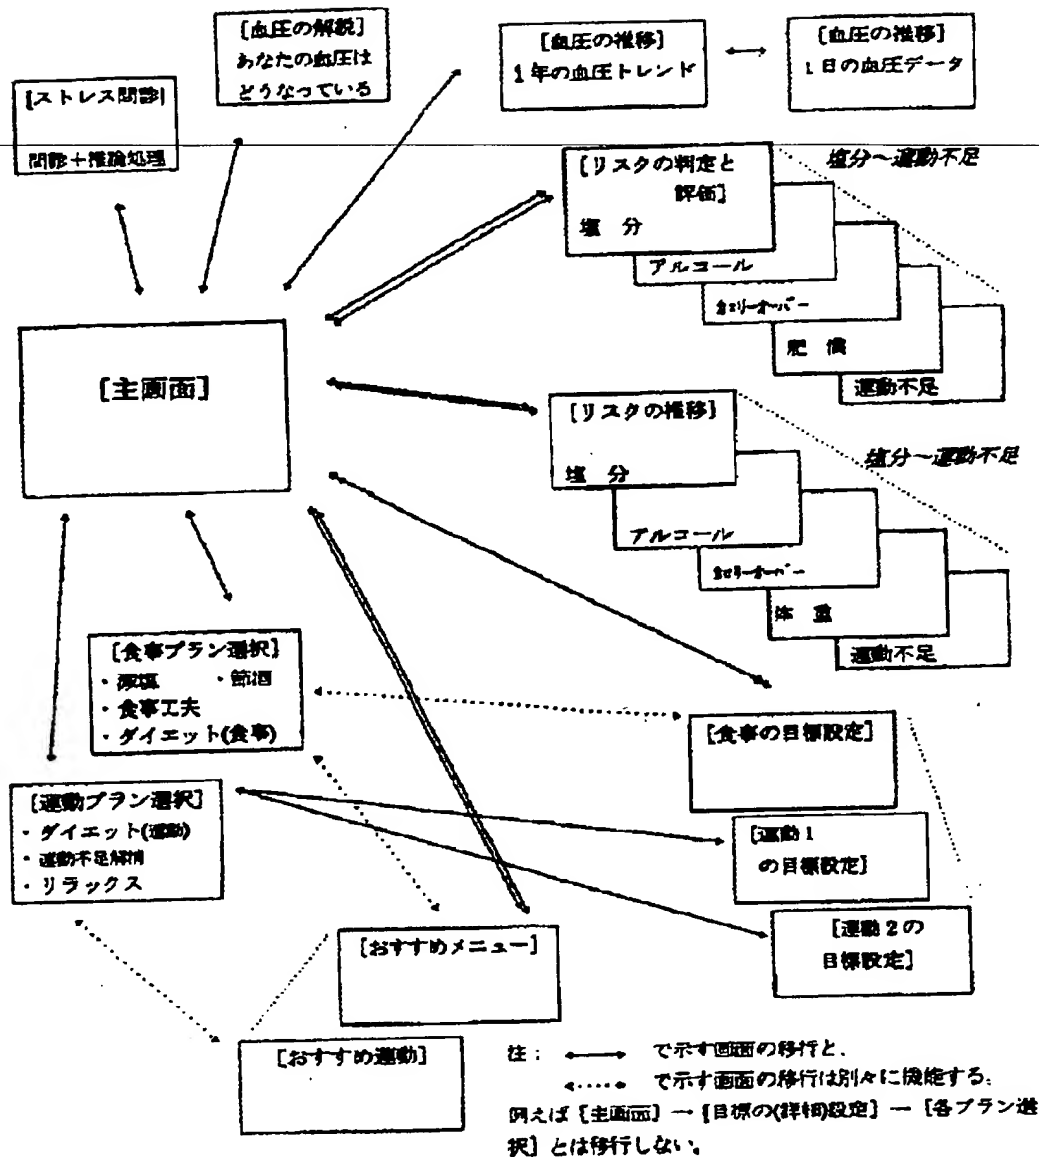 [血圧の解説]
あなたの血圧は
どうなっている
[血圧の推移]
1年の血圧トレンド
[血圧の推移]
1日の血圧データ
[ストレス問診]
問診+推論処理
[リスクの判定と
評価]
塩 分
塩分〜運動不足
アルコール
カロリーオーバー
肥 満
運動不足
[主画面]
[リスクの推移]
塩 分
塩分〜運動不足
アルコール
カロリーオーバー
体 重
運動不足
[食事プラン選択]
・減塩 ・節酒
・食事工夫
・ダイエット(食事)
[食事の目標設定]
[運動プラン選択]
・ダイエット(運動)
・運動不足解消
・リラックス
[運動1
の目標設定]
[運動2の
目標設定]
[おすすめメニュー]
[おすすめ運動]
注: ←→ で示す画面の移行と、
<‥‥> で示す画面の移行は別々に機能する。
例えば [主画面] → [目標の(詳細)設定] → [各プラン選
択] とは移行しない。